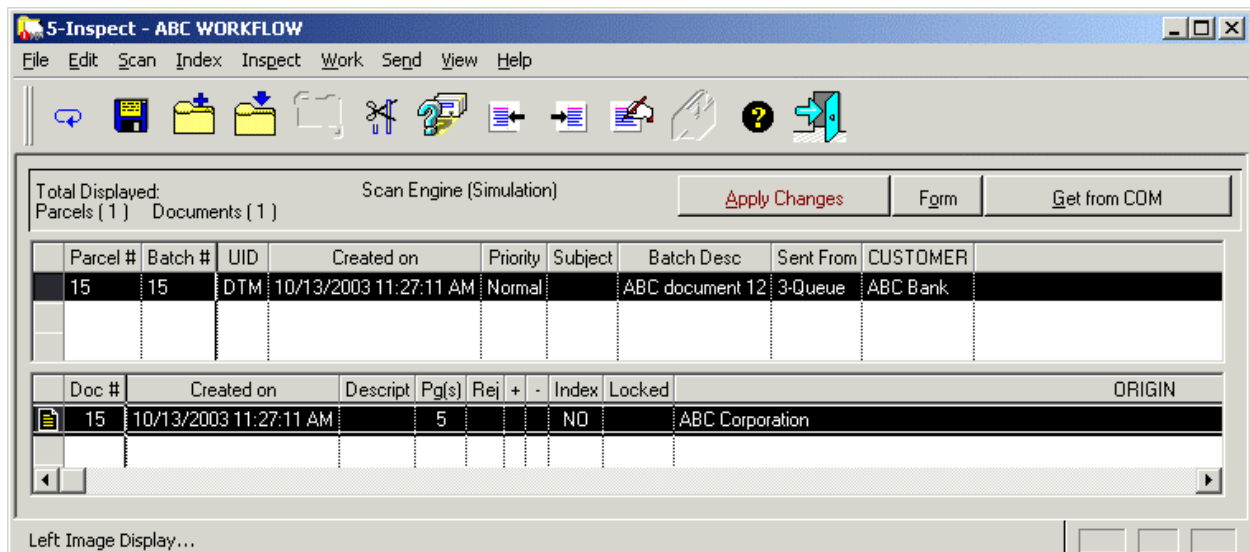 5-Inspect - ABC WORKFLOW
File Edit Scan Index Inspect Work Send View Help
Total Displayed:
Parcels ( 1 ) Documents ( 1 )
Scan Engine (Simulation)
Apply Changes Form Get from COM
Parcel # Batch # UID Created on Priority Subject Batch Desc Sent From CUSTOMER
15 15 DTM 10/13/2003 11:27:11 AM Normal ABC document 12 3-Queue ABC Bank
Doc # Created on Descript Pg(s) Rej + - Index Locked ORIGIN
15 10/13/2003 11:27:11 AM 5 NO ABC Corporation
Left Image Display...